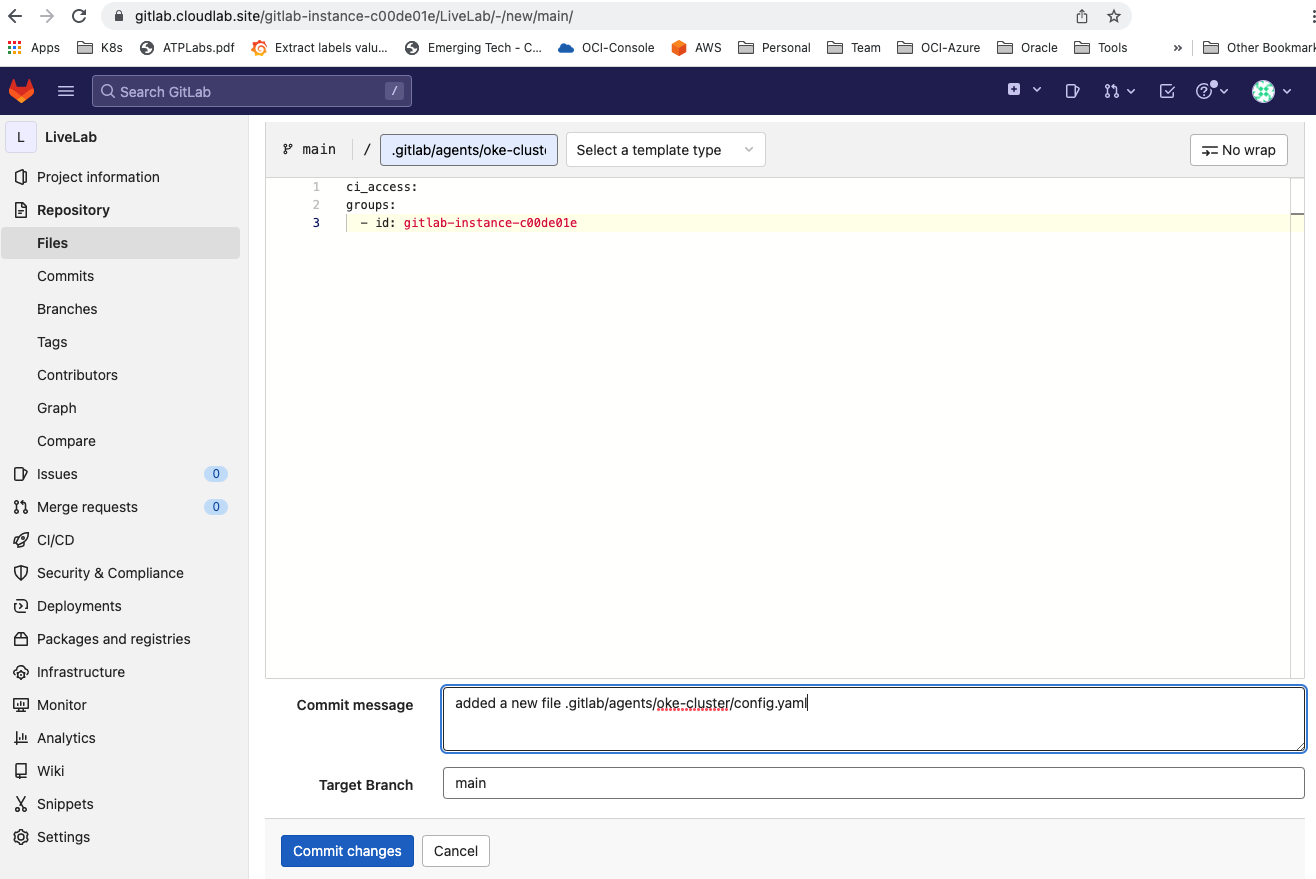 gitlab.cloudlab.site/gitlab-instance-c00de01e/LiveLab/-/new/main/
Apps K8s ATPLabs.pdf Extract labels valu... Emerging Tech - C... OCI-Console AWS Personal Team OCI-Azure Oracle Tools » Other Bookmark
Search GitLab /
L LiveLab
Project information
Repository
Files
Commits
Branches
Tags
Contributors
Graph
Compare
Issues 0
Merge requests 0
CI/CD
Security & Compliance
Deployments
Packages and registries
Infrastructure
Monitor
Analytics
Wiki
Snippets
Settings
main / .gitlab/agents/oke-cluste Select a template type No wrap
1 ci_access:
2 groups:
3 - id: gitlab-instance-c00de01e
Commit message added a new file .gitlab/agents/oke-cluster/config.yaml
Target Branch main
Commit changes Cancel